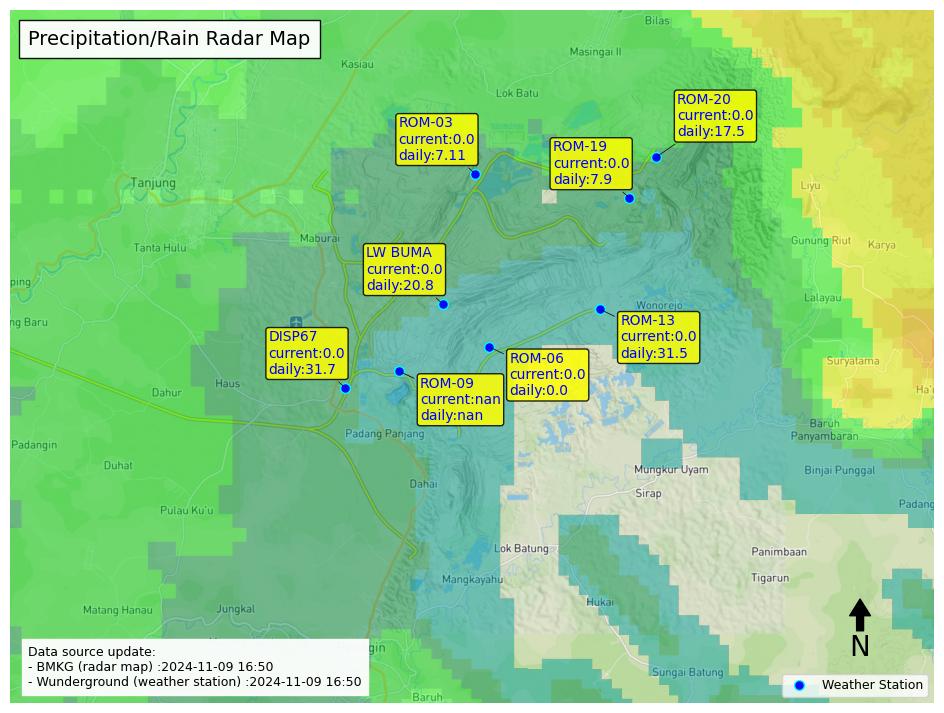 Precipitation/Rain Radar Map
Bilas
Masingai II
Kasiau
Lok Batu
ROM-20
current:0.0
daily:17.5
ROM-03
current:0.0
daily:7.11
ROM-19
current:0.0
daily:7.9
Tanjung
Liyu
Maburai
Tanta Hulu
Gunung Riut
Karya
LW BUMA
current:0.0
daily:20.8
ping
Lalayau
Wonorejo
ng Baru
ROM-13
current:0.0
daily:31.5
DISP67
current:0.0
daily:31.7
ROM-06
current:0.0
daily:0.0
Suryatama
Haus
ROM-09
current:nan
daily:nan
Dahur
Ha'
Baruh
Panyambaran
Padang Panjang
Padangin
Duhat
Mungkur Uyam
Binjai Punggal
Dahai
Sirap
Padang
Pulau Ku'u
Lok Batung
Panimbaan
Mangkayahu
Tigarun
Hukai
Matang Hanau
Jungkal
gin
Sungai Batung
Baruh
N
Data source update:
- BMKG (radar map) :2024-11-09 16:50
- Wunderground (weather station) :2024-11-09 16:50
Weather Station